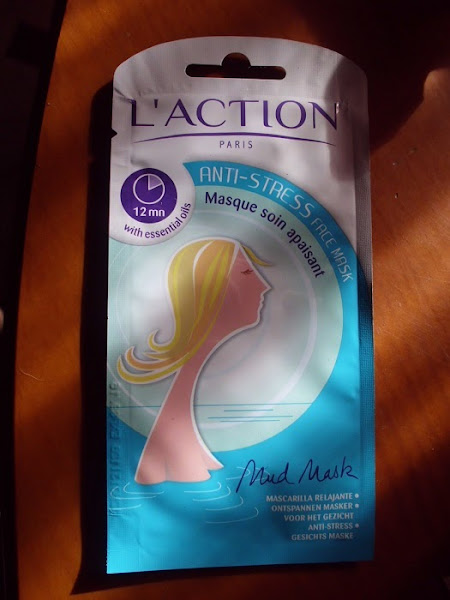 L'ACTION
PARIS
12 mn
with essential oils
ANTI-STRESS FACE MASK
Masque soin apaisant
Mud Mask
MASCARILLA RELAJANTE •
ONTSPANNEN MASKER •
VOOR HET GEZICHTE
ANTI-STRESS •
GESICHTS MASKE